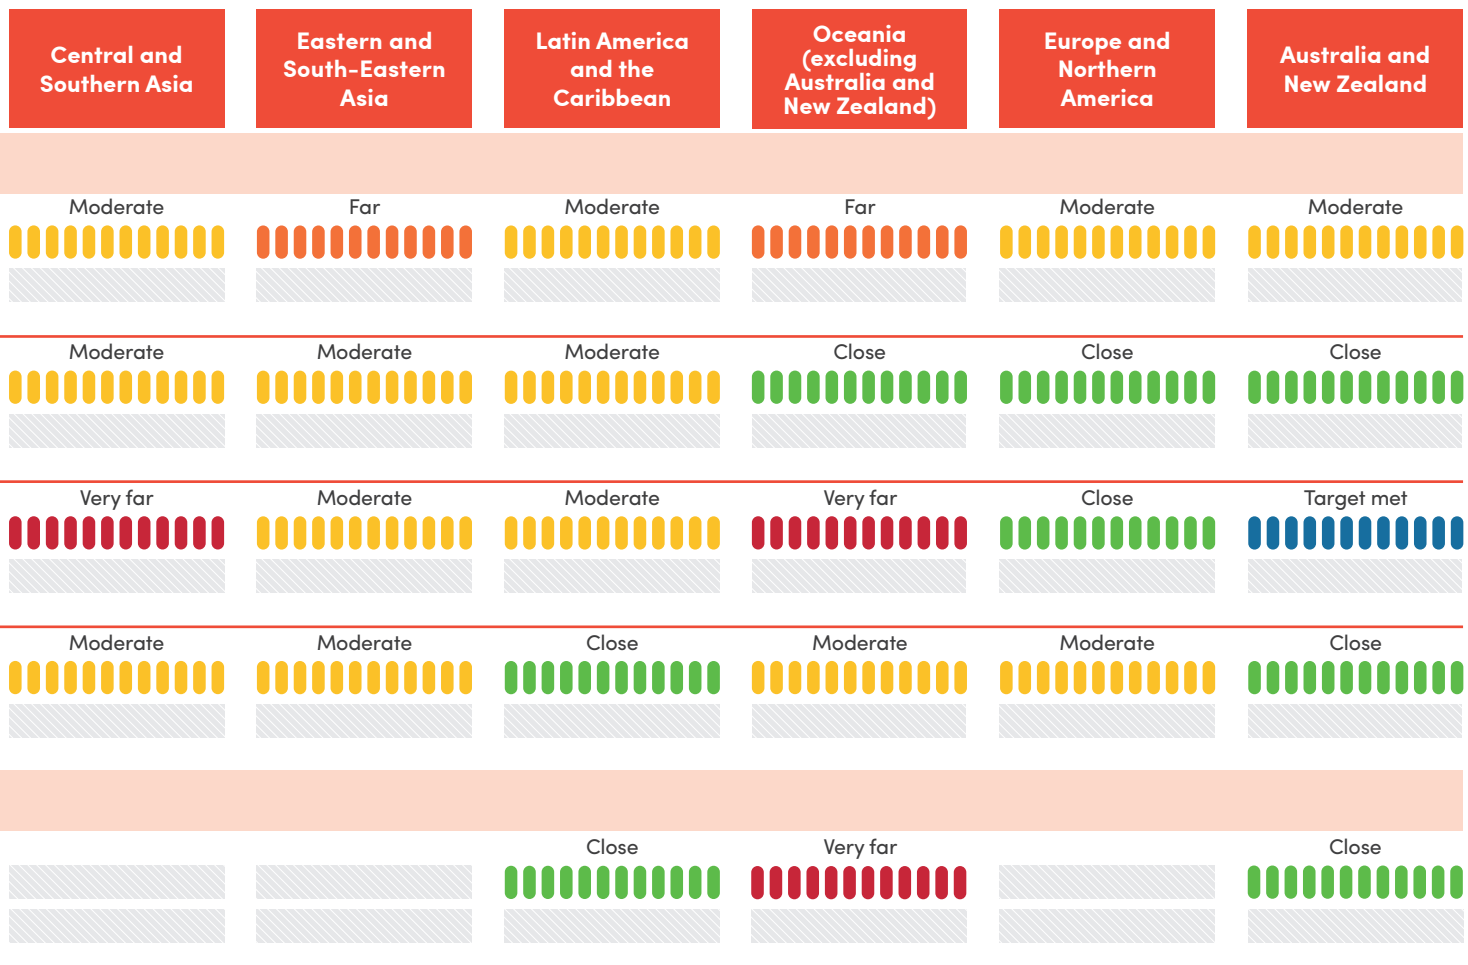 Central and
Southern Asia
Eastern and
South-Eastern
Asia
Latin America
and the
Caribbean
Oceania
(excluding
Australia and
New Zealand)
Europe and
Northern
America
Australia and
New Zealand
Moderate
Far
Moderate
Far
Moderate
Moderate
Moderate
Moderate
Moderate
Close
Close
Close
Very far
Moderate
Moderate
Very far
Close
Target met
Moderate
Moderate
Close
Moderate
Moderate
Close
Close
Very far
Close